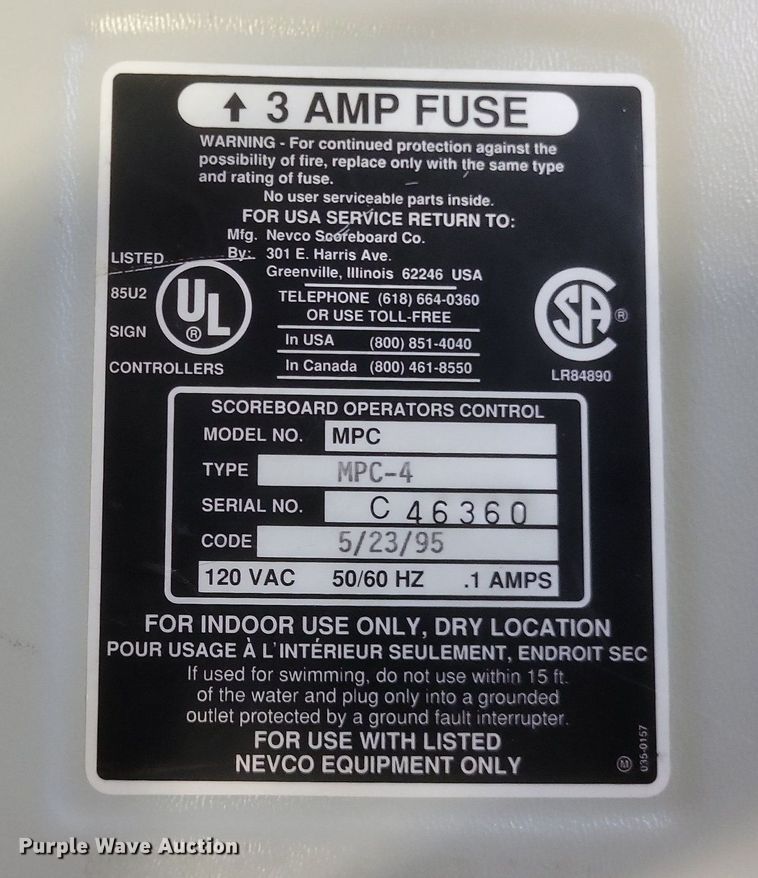 ↑ 3 AMP FUSE
WARNING - For continued protection against the
possibility of fire, replace only with the same type
and rating of fuse.
No user serviceable parts inside.
FOR USA SERVICE RETURN TO:
Mfg. Nevco Scoreboard Co.
By: 301 E. Harris Ave.
Greenville, Illinois 62246 USA
TELEPHONE (618) 664-0360
OR USE TOLL-FREE
In USA (800) 851-4040
In Canada (800) 461-8550
LISTED
85U2
SIGN
CONTROLLERS
UL ®
SA ®
LR84890
SCOREBOARD OPERATORS CONTROL
MODEL NO. MPC
TYPE MPC-4
SERIAL NO. C 46360
CODE 5/23/95
120 VAC 50/60 HZ .1 AMPS
FOR INDOOR USE ONLY, DRY LOCATION
POUR USAGE À L'INTÉRIEUR SEULEMENT, ENDROIT SEC
If used for swimming, do not use within 15 ft.
of the water and plug only into a grounded
outlet protected by a ground fault interrupter.
FOR USE WITH LISTED
NEVCO EQUIPMENT ONLY
M
035-0157
Purple Wave Auction